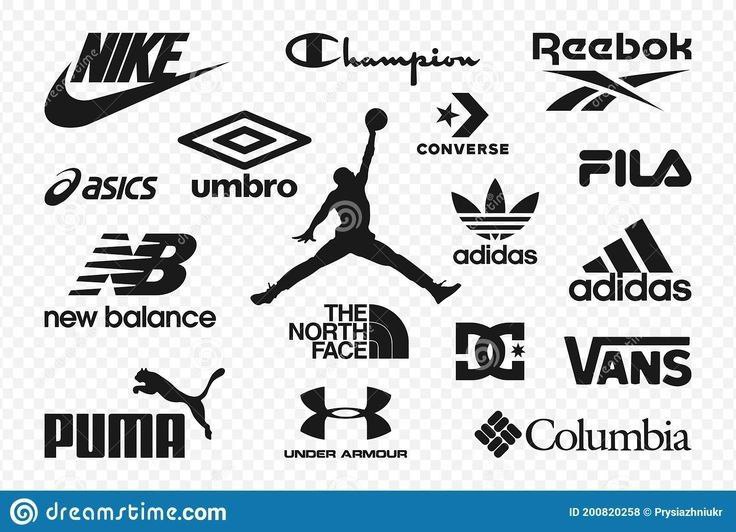 NIKE
Champion
Reebok
CONVERSE
umbro
FILA
asics
adidas
adidas
NB
new balance
THE
NORTH
FACE
DC
VANS
PUMA
UNDER ARMOUR
Columbia
dreamstime.com
ID 200820258 © Prysiazhniukr